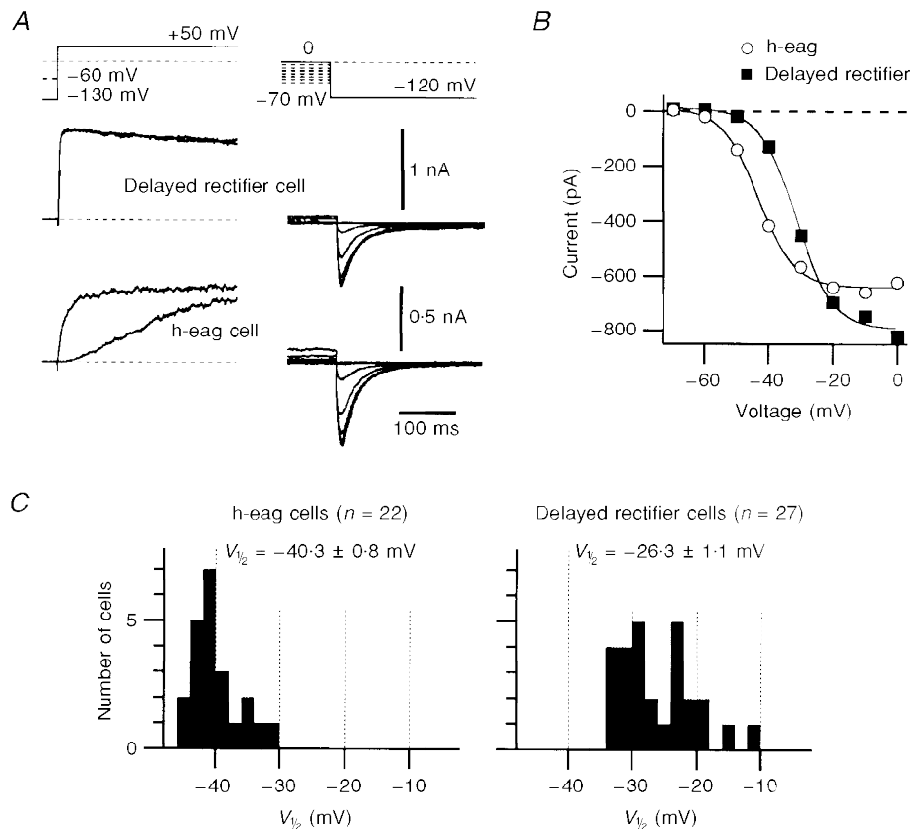 A
+50 mV
−60 mV
−130 mV
0
−70 mV
−120 mV
Delayed rectifier cell
1 nA
h-eag cell
0·5 nA
100 ms
B
h-eag
Delayed rectifier
0
−200
−400
−600
−800
Current (pA)
−60
−40
−20
0
Voltage (mV)
C
h-eag cells (n = 22)
V½ = −40·3 ± 0·8 mV
Number of cells
5
0
−40
−30
−20
−10
V½ (mV)
Delayed rectifier cells (n = 27)
V½ = −26·3 ± 1·1 mV
−40
−30
−20
−10
V½ (mV)